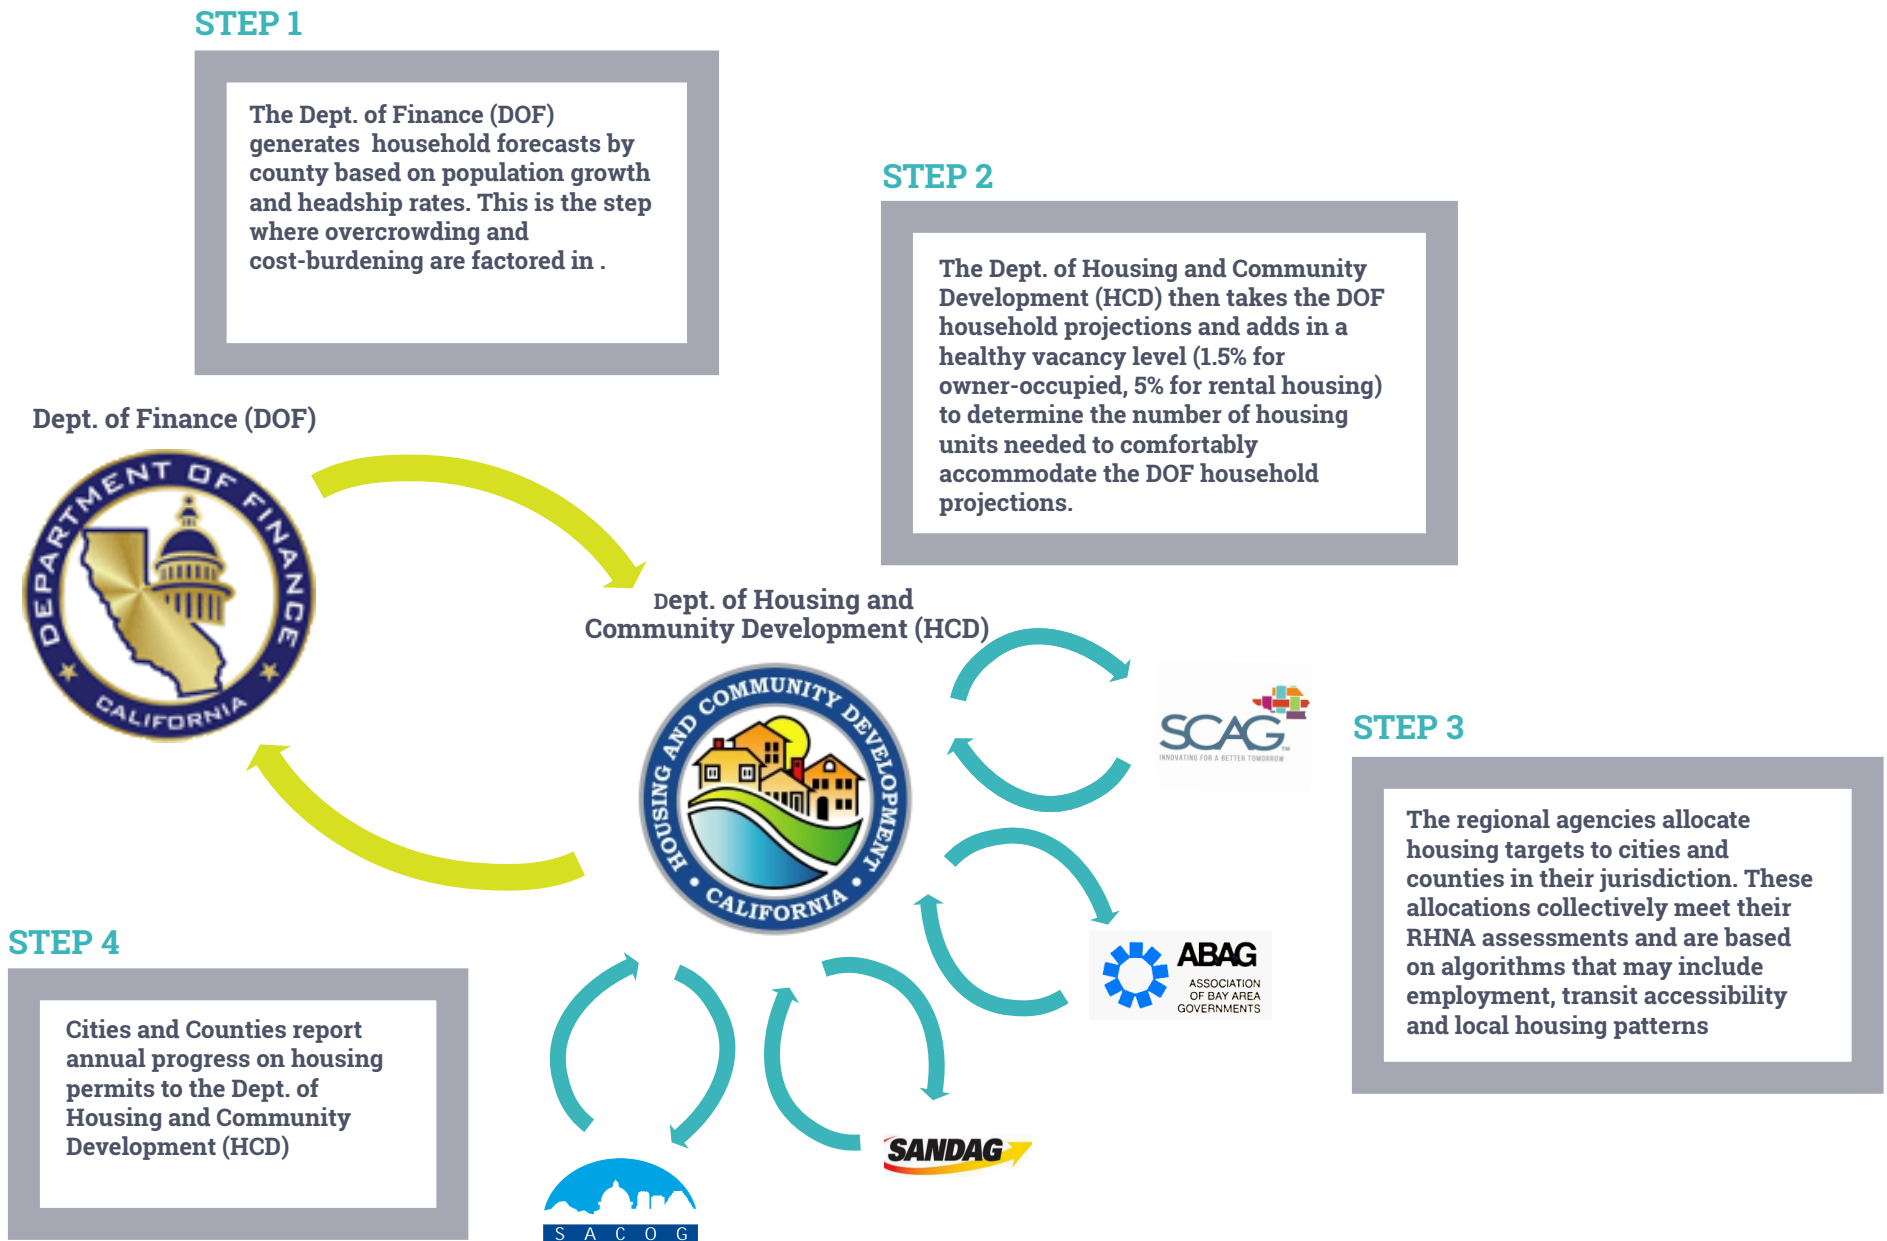 STEP 1
The Dept. of Finance (DOF)
generates household forecasts by
county based on population growth
and headship rates. This is the step
where overcrowding and
cost-burdening are factored in .
STEP 2
The Dept. of Housing and Community
Development (HCD) then takes the DOF
household projections and adds in a
healthy vacancy level (1.5% for
owner-occupied, 5% for rental housing)
to determine the number of housing
units needed to comfortably
accommodate the DOF household
projections.
Dept. of Finance (DOF)
DEPARTMENT OF FINANCE
CALIFORNIA
Dept. of Housing and
Community Development (HCD)
HOUSING AND COMMUNITY DEVELOPMENT
• CALIFORNIA •
SCAG™
INNOVATING FOR A BETTER TOMORROW
STEP 3
The regional agencies allocate
housing targets to cities and
counties in their jurisdiction. These
allocations collectively meet their
RHNA assessments and are based
on algorithms that may include
employment, transit accessibility
and local housing patterns
ABAG
ASSOCIATION
OF BAY AREA
GOVERNMENTS
STEP 4
Cities and Counties report
annual progress on housing
permits to the Dept. of
Housing and Community
Development (HCD)
SANDAG
SACOG